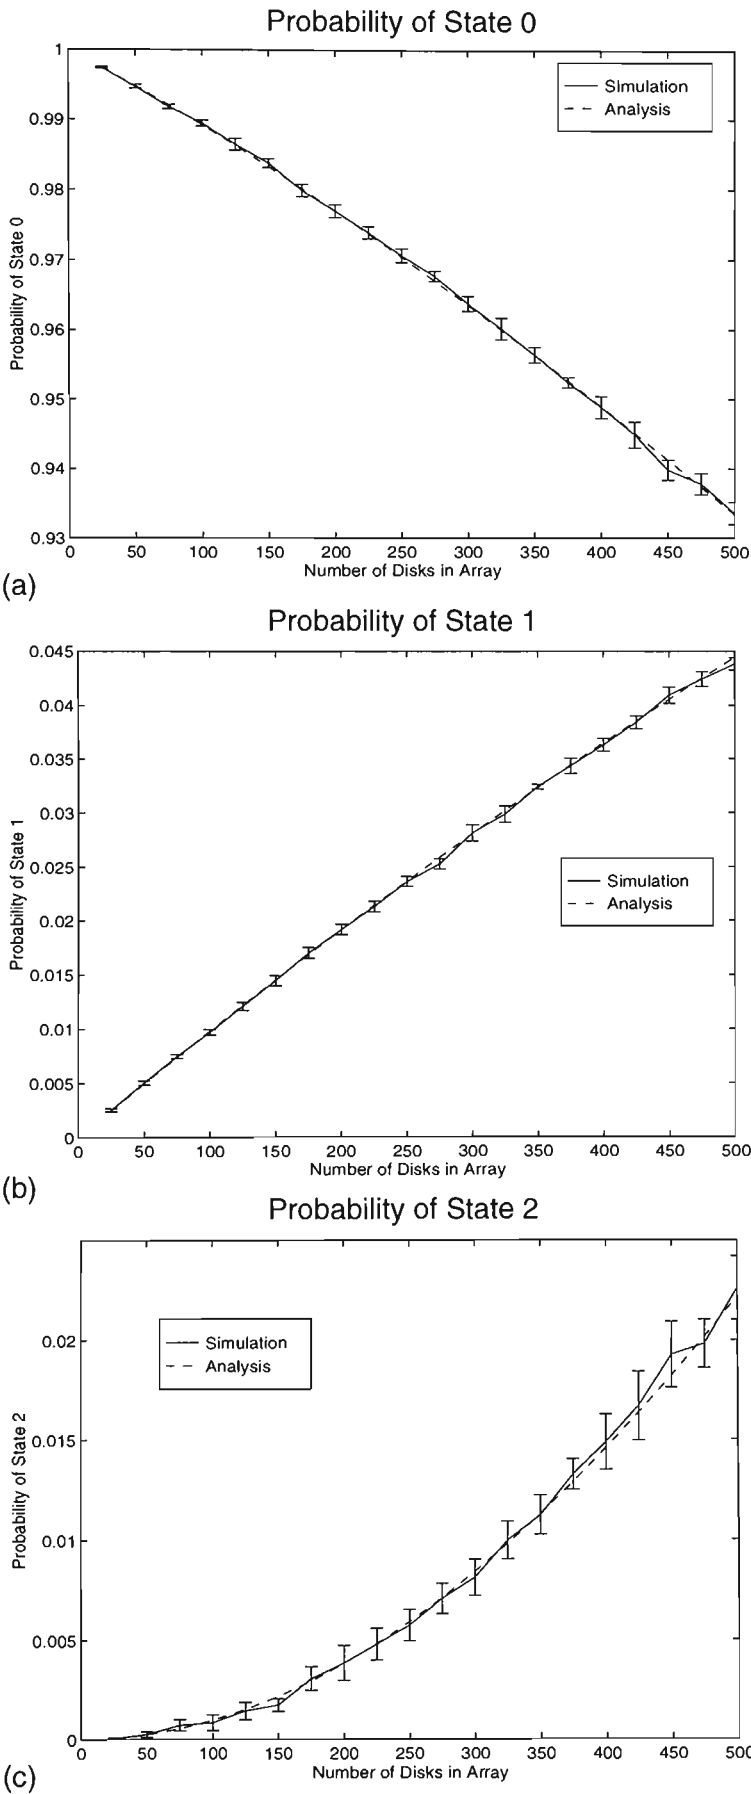 Probability of State 0
1
Simulation
Analysis
0.99
0.98
0.97
0.96
0.95
0.94
0.93
Probability of State 0
0 50 100 150 200 250 300 350 400 450 500
Number of Disks in Array
(a)
Probability of State 1
0.045
0.04
0.035
0.03
0.025
Simulation
Analysis
0.02
0.015
0.01
0.005
0
Probability of State 1
0 50 100 150 200 250 300 350 400 450 500
Number of Disks in Array
(b)
Probability of State 2
Simulation
Analysis
0.02
0.015
0.01
0.005
0
Probability of State 2
0 50 100 150 200 250 300 350 400 450 500
Number of Disks in Array
(c)